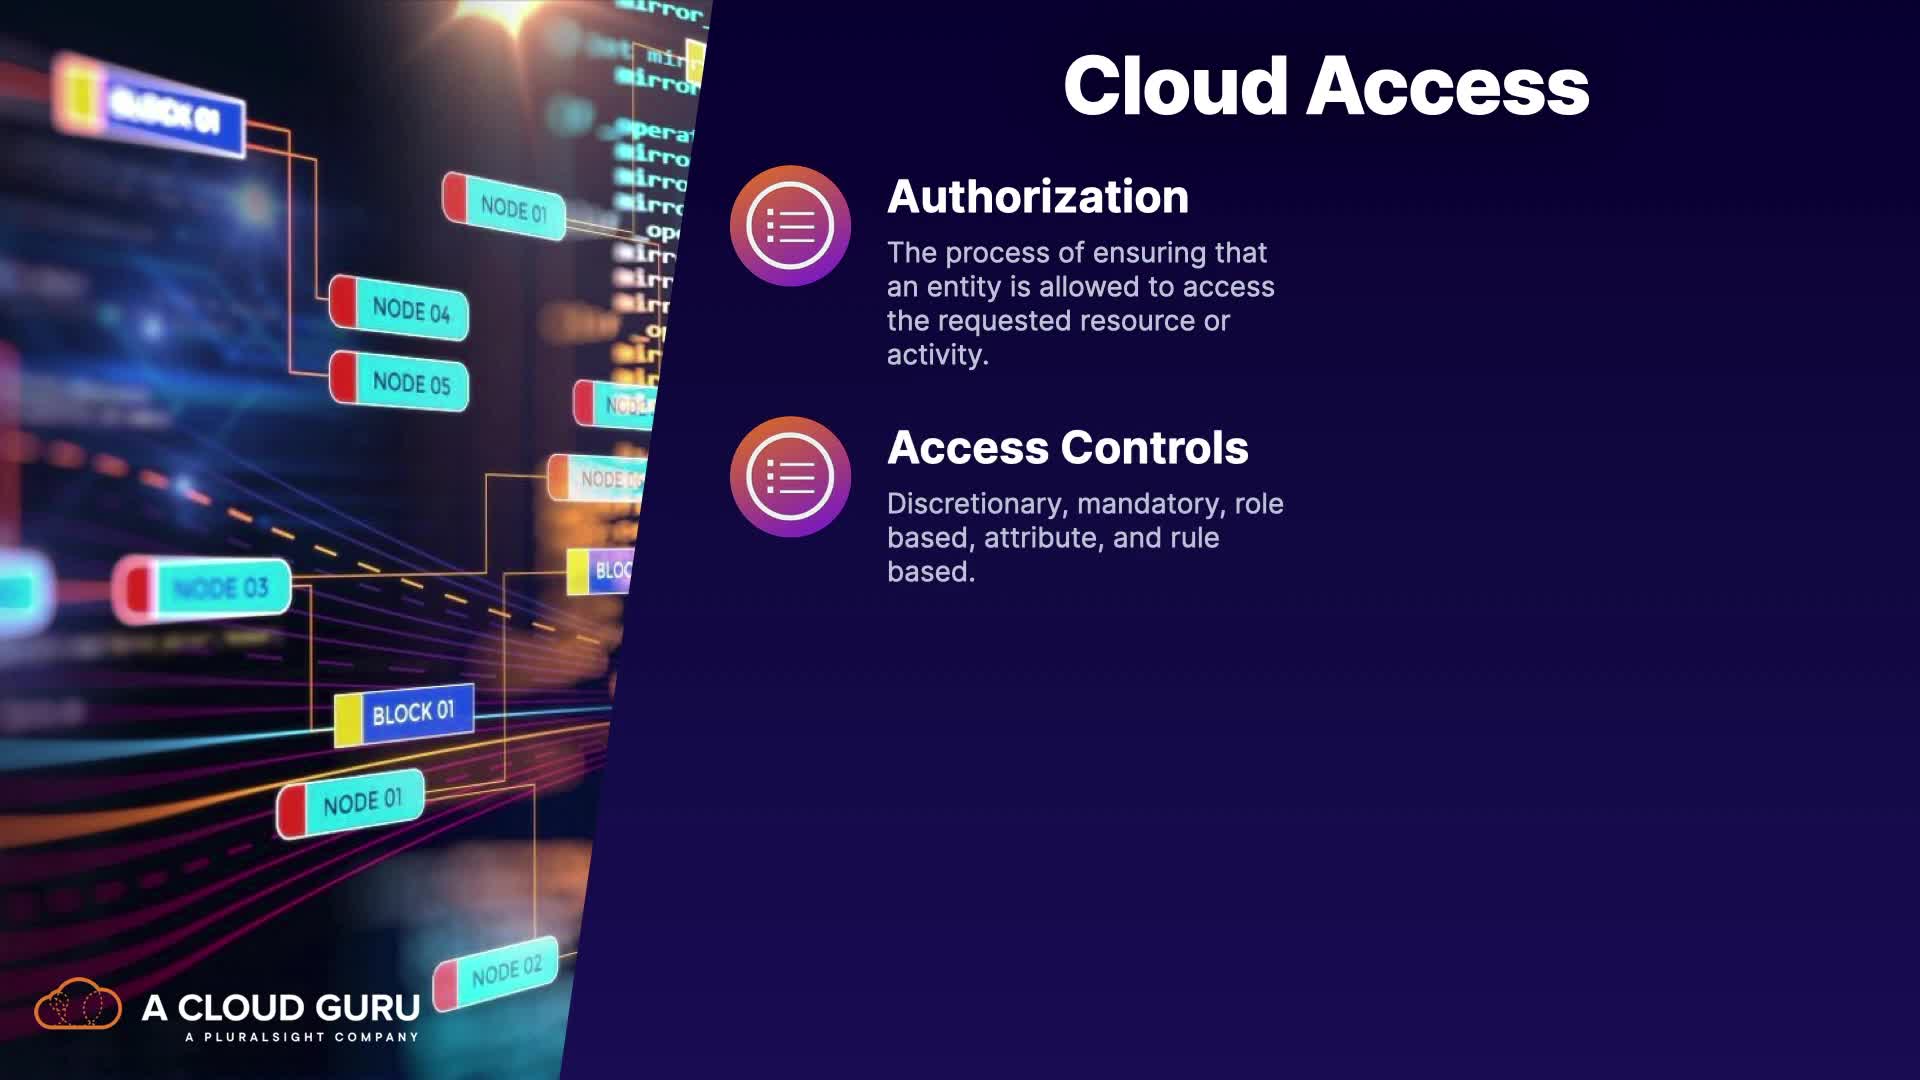 Cloud Access
Authorization
The process of ensuring that
an entity is allowed to access
the requested resource or
activity.
Access Controls
Discretionary, mandatory, role
based, attribute, and rule
based.
BLOCK 01
NODE 01
NODE 04
NODE 05
NODE 03
BLOCK 01
NODE 01
NODE 02
A CLOUD GURU
A PLURALSIGHT COMPANY